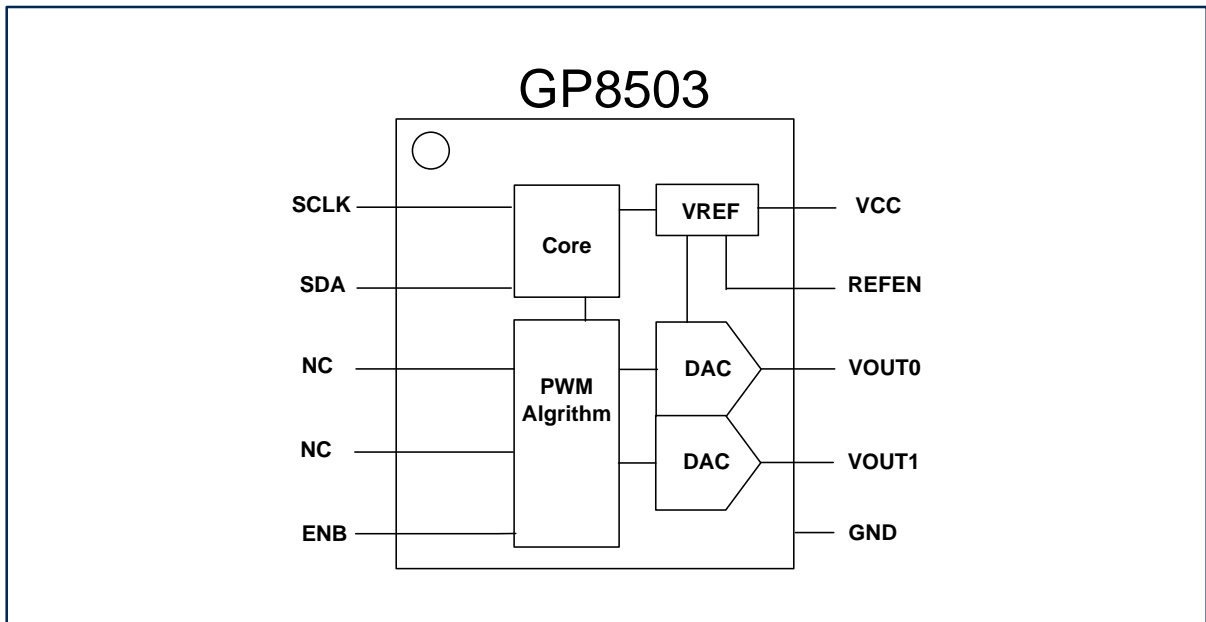 GP8503
SCLK
SDA
NC
NC
ENB
Core
PWM
Algrithm
VREF
DAC
DAC
VCC
REFEN
VOUT0
VOUT1
GND